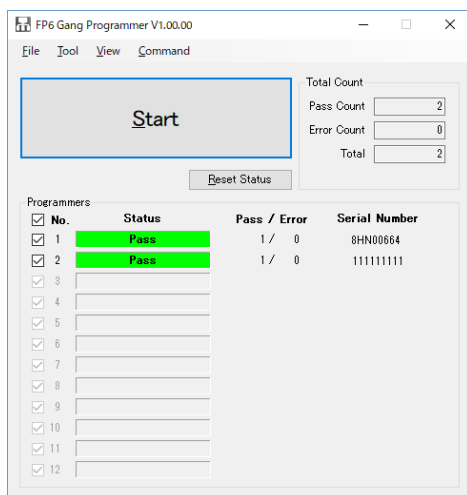 FP6 Gang Programmer V1.00.00
File Tool View Command
Start
Total Count
Pass Count 2
Error Count 0
Total 2
Reset Status
Programmers
No. Status Pass / Error Serial Number
1 Pass 1 / 0 8HN00664
2 Pass 1 / 0 111111111
3
4
5
6
7
8
9
10
11
12